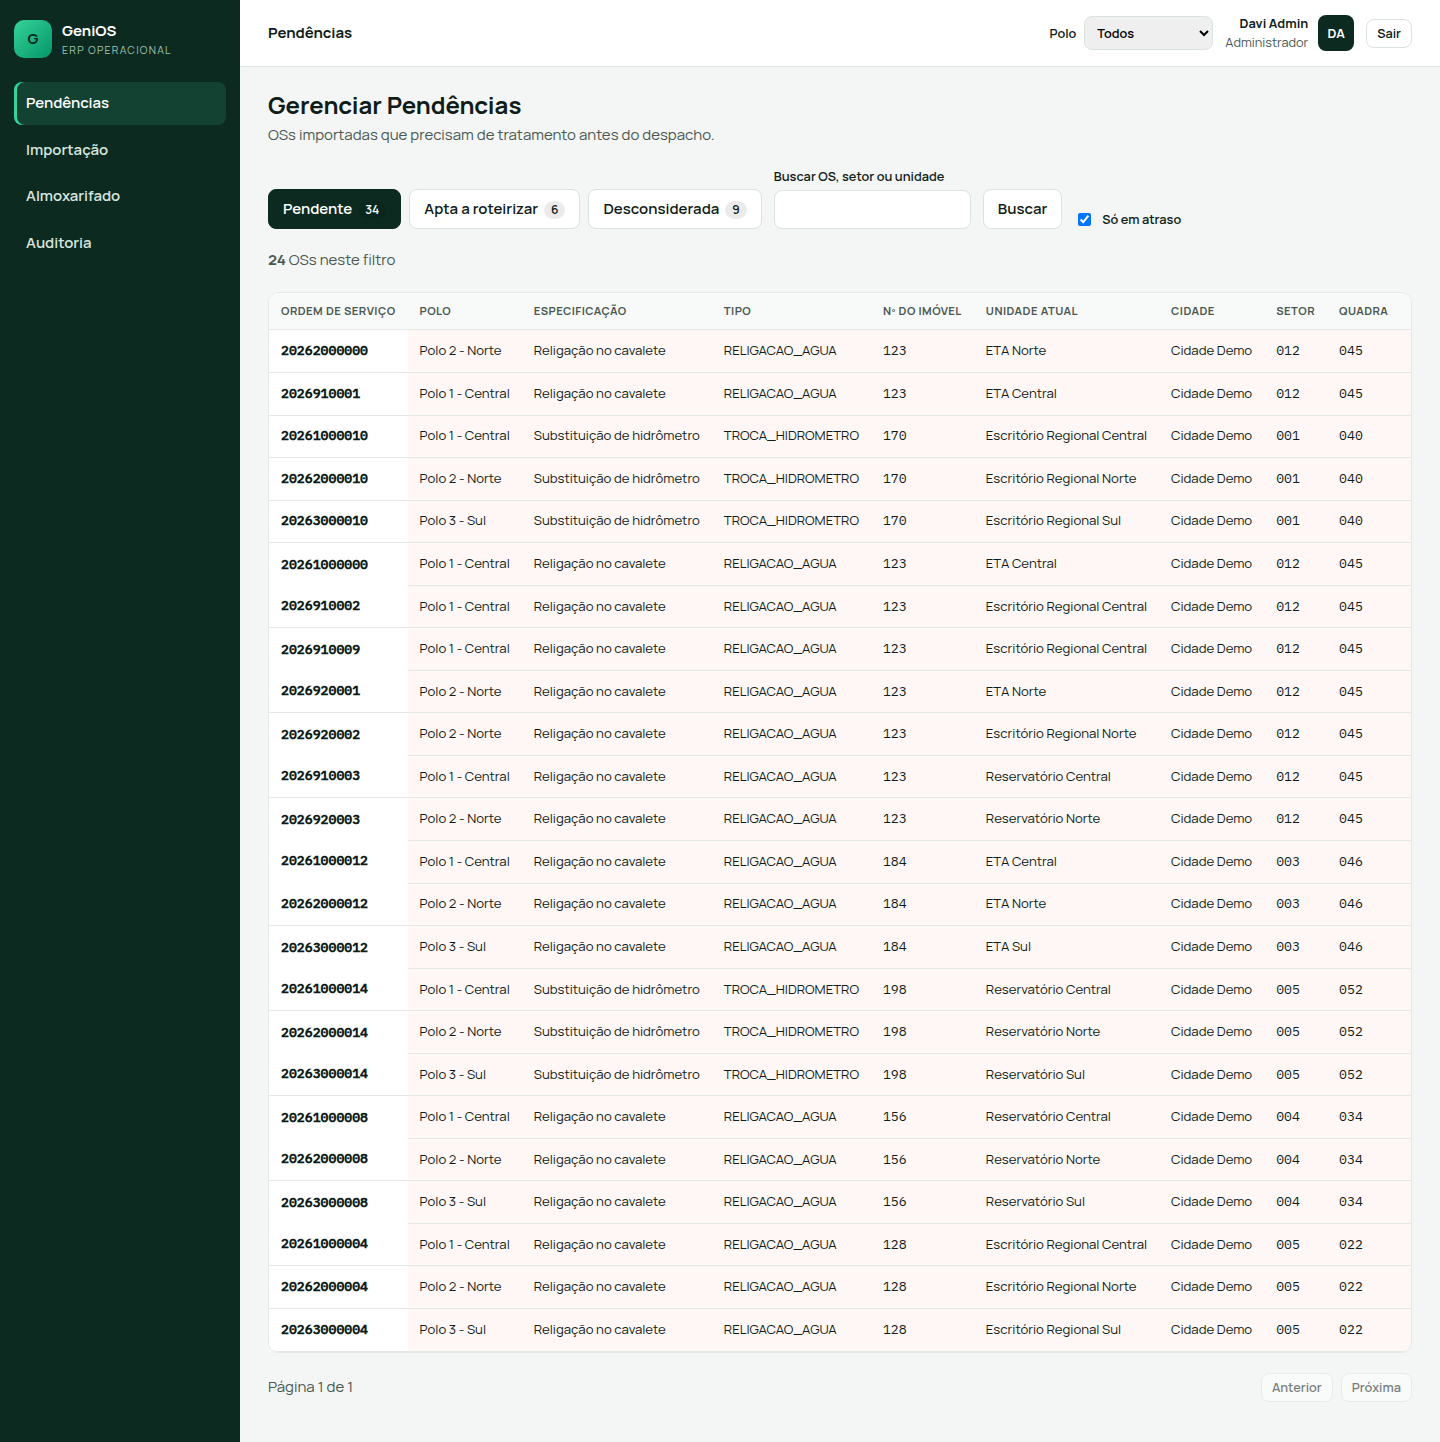 G
GeniOS
ERP OPERACIONAL
Pendências
Importação
Almoxarifado
Auditoria
Pendências
Polo Todos
Davi Admin
Administrador
DA
Sair
Gerenciar Pendências
OSs importadas que precisam de tratamento antes do despacho.
Buscar OS, setor ou unidade
Pendente 34 Apta a roteirizar 6 Desconsiderada 9 Buscar Só em atraso
24 OSs neste filtro
ORDEM DE SERVIÇO POLO ESPECIFICAÇÃO TIPO Nº DO IMÓVEL UNIDADE ATUAL CIDADE SETOR QUADRA
20262000000 Polo 2 - Norte Religação no cavalete RELIGACAO_AGUA 123 ETA Norte Cidade Demo 012 045
2026910001 Polo 1 - Central Religação no cavalete RELIGACAO_AGUA 123 ETA Central Cidade Demo 012 045
20261000010 Polo 1 - Central Substituição de hidrômetro TROCA_HIDROMETRO 170 Escritório Regional Central Cidade Demo 001 040
20262000010 Polo 2 - Norte Substituição de hidrômetro TROCA_HIDROMETRO 170 Escritório Regional Norte Cidade Demo 001 040
20263000010 Polo 3 - Sul Substituição de hidrômetro TROCA_HIDROMETRO 170 Escritório Regional Sul Cidade Demo 001 040
20261000000 Polo 1 - Central Religação no cavalete RELIGACAO_AGUA 123 ETA Central Cidade Demo 012 045
2026910002 Polo 1 - Central Religação no cavalete RELIGACAO_AGUA 123 Escritório Regional Central Cidade Demo 012 045
2026910009 Polo 1 - Central Religação no cavalete RELIGACAO_AGUA 123 Escritório Regional Central Cidade Demo 012 045
2026920001 Polo 2 - Norte Religação no cavalete RELIGACAO_AGUA 123 ETA Norte Cidade Demo 012 045
2026920002 Polo 2 - Norte Religação no cavalete RELIGACAO_AGUA 123 Escritório Regional Norte Cidade Demo 012 045
2026910003 Polo 1 - Central Religação no cavalete RELIGACAO_AGUA 123 Reservatório Central Cidade Demo 012 045
2026920003 Polo 2 - Norte Religação no cavalete RELIGACAO_AGUA 123 Reservatório Norte Cidade Demo 012 045
20261000012 Polo 1 - Central Religação no cavalete RELIGACAO_AGUA 184 ETA Central Cidade Demo 003 046
20262000012 Polo 2 - Norte Religação no cavalete RELIGACAO_AGUA 184 ETA Norte Cidade Demo 003 046
20263000012 Polo 3 - Sul Religação no cavalete RELIGACAO_AGUA 184 ETA Sul Cidade Demo 003 046
20261000014 Polo 1 - Central Substituição de hidrômetro TROCA_HIDROMETRO 198 Reservatório Central Cidade Demo 005 052
20262000014 Polo 2 - Norte Substituição de hidrômetro TROCA_HIDROMETRO 198 Reservatório Norte Cidade Demo 005 052
20263000014 Polo 3 - Sul Substituição de hidrômetro TROCA_HIDROMETRO 198 Reservatório Sul Cidade Demo 005 052
20261000008 Polo 1 - Central Religação no cavalete RELIGACAO_AGUA 156 Reservatório Central Cidade Demo 004 034
20262000008 Polo 2 - Norte Religação no cavalete RELIGACAO_AGUA 156 Reservatório Norte Cidade Demo 004 034
20263000008 Polo 3 - Sul Religação no cavalete RELIGACAO_AGUA 156 Reservatório Sul Cidade Demo 004 034
20261000004 Polo 1 - Central Religação no cavalete RELIGACAO_AGUA 128 Escritório Regional Central Cidade Demo 005 022
20262000004 Polo 2 - Norte Religação no cavalete RELIGACAO_AGUA 128 Escritório Regional Norte Cidade Demo 005 022
20263000004 Polo 3 - Sul Religação no cavalete RELIGACAO_AGUA 128 Escritório Regional Sul Cidade Demo 005 022
Página 1 de 1 Anterior Próxima